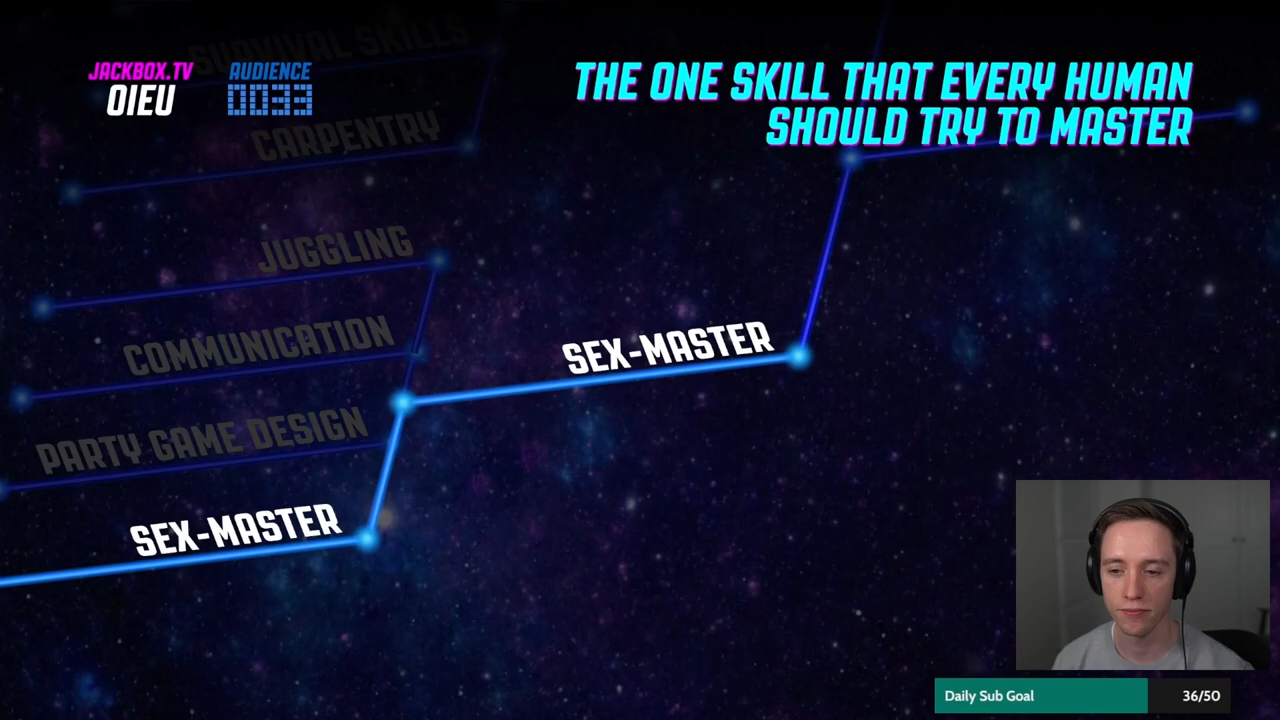 SURVIVAL SKILLS
JACKBOX.TV
OIEU
AUDIENCE
0033
THE ONE SKILL THAT EVERY HUMAN
SHOULD TRY TO MASTER
CARPENTRY
JUGGLING
COMMUNICATION
SEX-MASTER
PARTY GAME DESIGN
SEX-MASTER
Daily Sub Goal
36/50